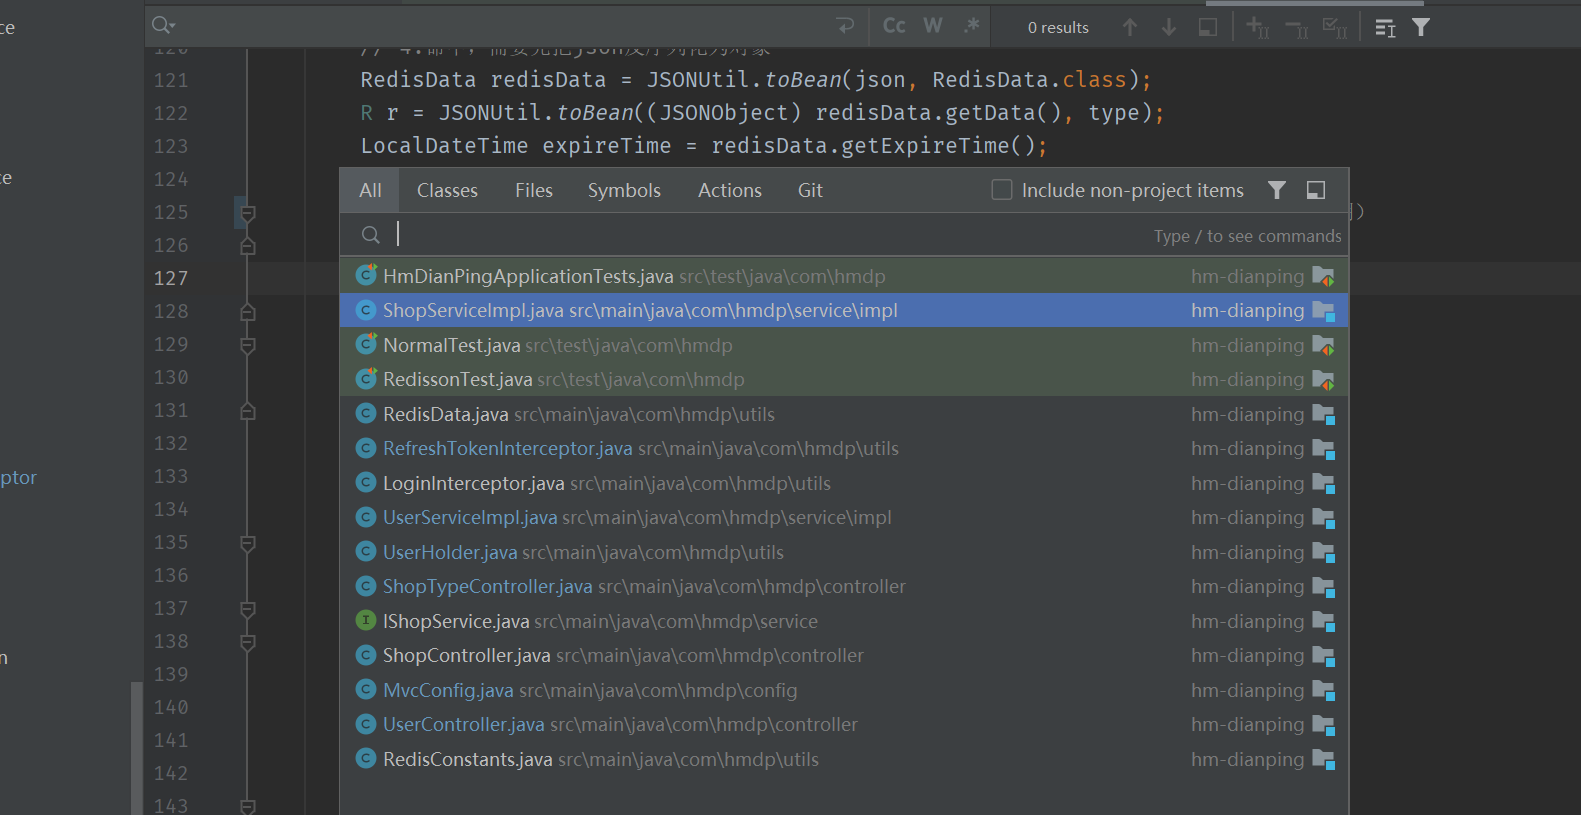 ce
Cc W .* 0 results
120 // 4.命中，需要先把json反序列化为对象
121 RedisData redisData = JSONUtil.toBean(json, RedisData.class);
122 R r = JSONUtil.toBean((JSONObject) redisData.getData(), type);
123 LocalDateTime expireTime = redisData.getExpireTime();
124
125
126
127
128
129
130
131
132
133
134
135
136
137
138
139
140
141
142
143
ce
ptor
n
All Classes Files Symbols Actions Git Include non-project items
Type / to see commands
HmDianPingApplicationTests.java src\test\java\com\hmdp hm-dianping
ShopServiceImpl.java src\main\java\com\hmdp\service\impl hm-dianping
NormalTest.java src\test\java\com\hmdp hm-dianping
RedissonTest.java src\test\java\com\hmdp hm-dianping
RedisData.java src\main\java\com\hmdp\utils hm-dianping
RefreshTokenInterceptor.java src\main\java\com\hmdp\utils hm-dianping
LoginInterceptor.java src\main\java\com\hmdp\utils hm-dianping
UserServiceImpl.java src\main\java\com\hmdp\service\impl hm-dianping
UserHolder.java src\main\java\com\hmdp\utils hm-dianping
ShopTypeController.java src\main\java\com\hmdp\controller hm-dianping
IShopService.java src\main\java\com\hmdp\service hm-dianping
ShopController.java src\main\java\com\hmdp\controller hm-dianping
MvcConfig.java src\main\java\com\hmdp\config hm-dianping
UserController.java src\main\java\com\hmdp\controller hm-dianping
RedisConstants.java src\main\java\com\hmdp\utils hm-dianping